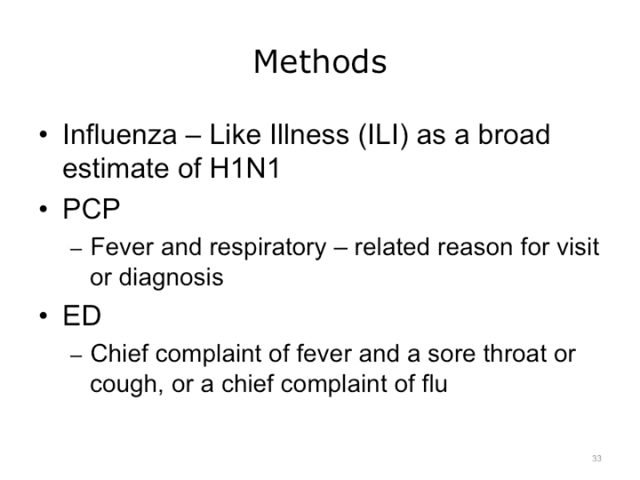 Methods
• Influenza – Like Illness (ILI) as a broad
estimate of H1N1
• PCP
– Fever and respiratory – related reason for visit
or diagnosis
• ED
– Chief complaint of fever and a sore throat or
cough, or a chief complaint of flu
33